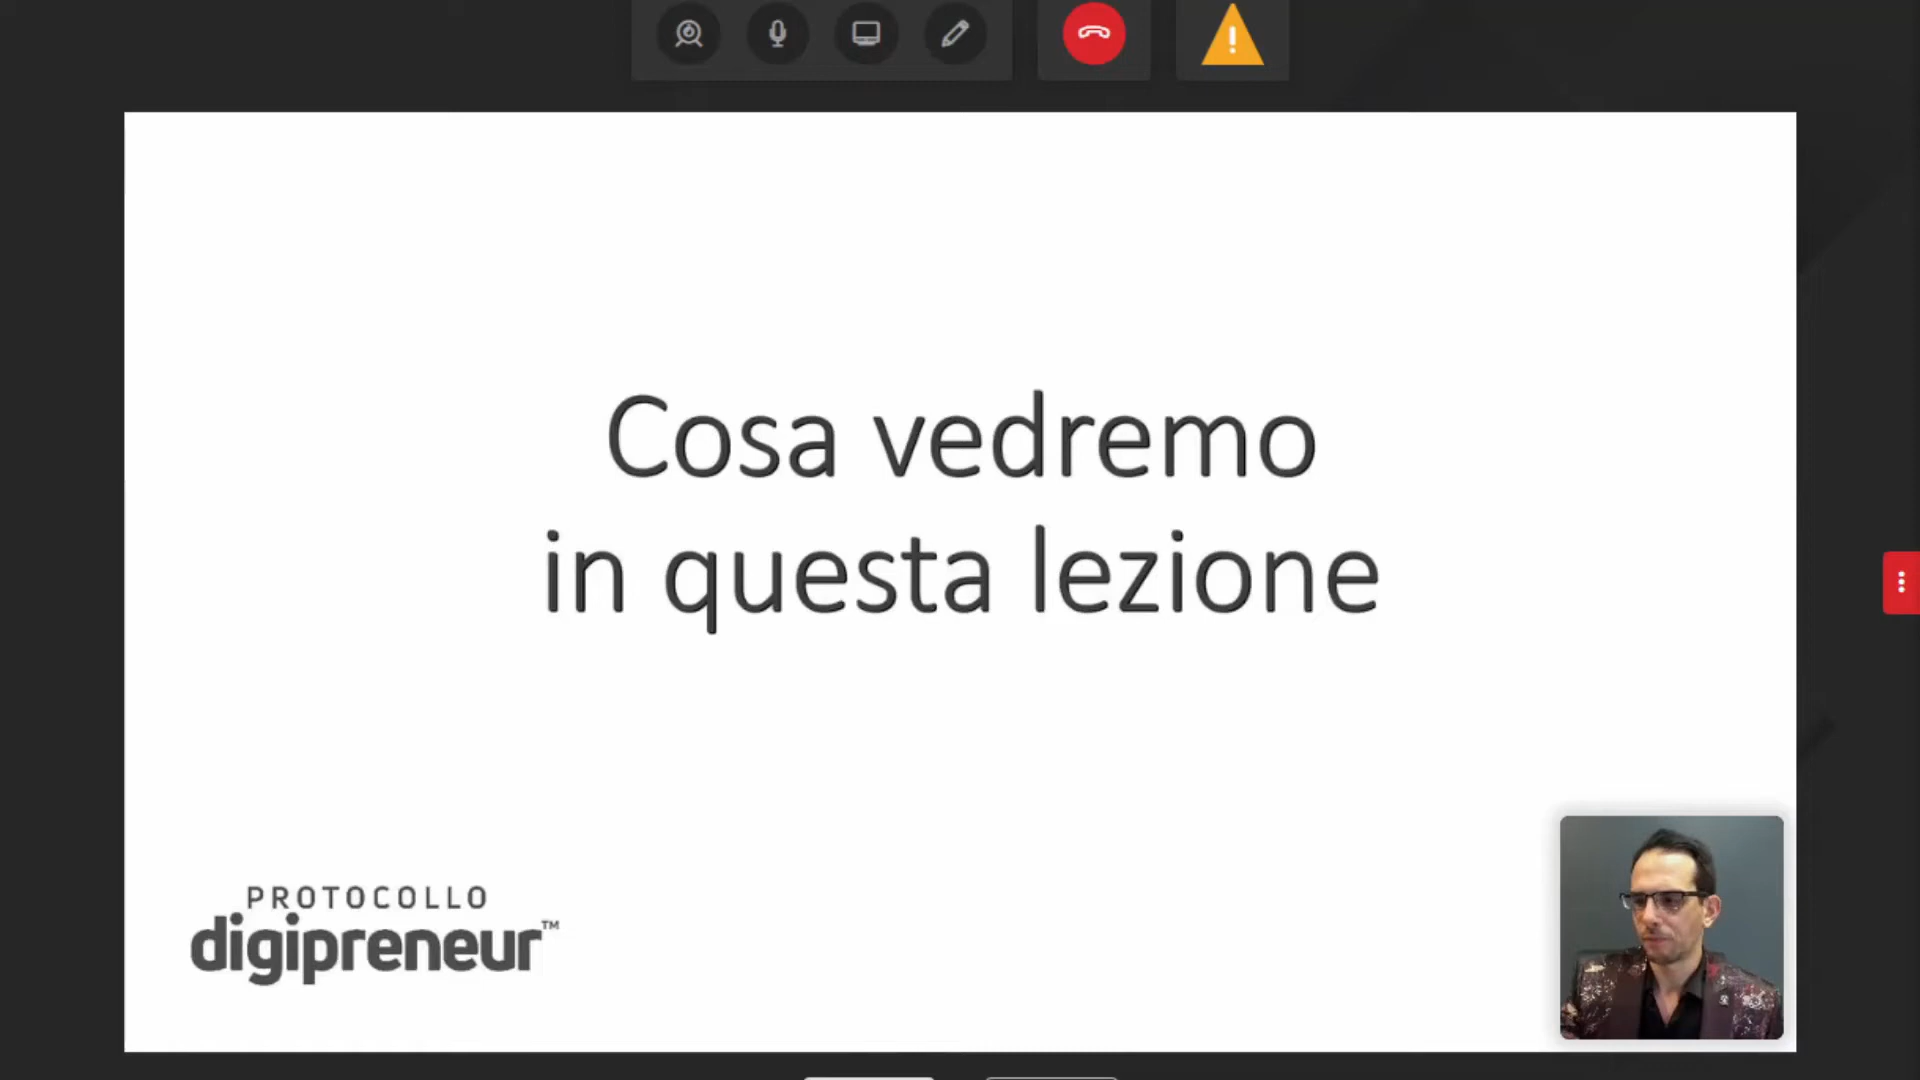 Cosa vedremo
in questa lezione
PROTOCOLLO
digipreneur™